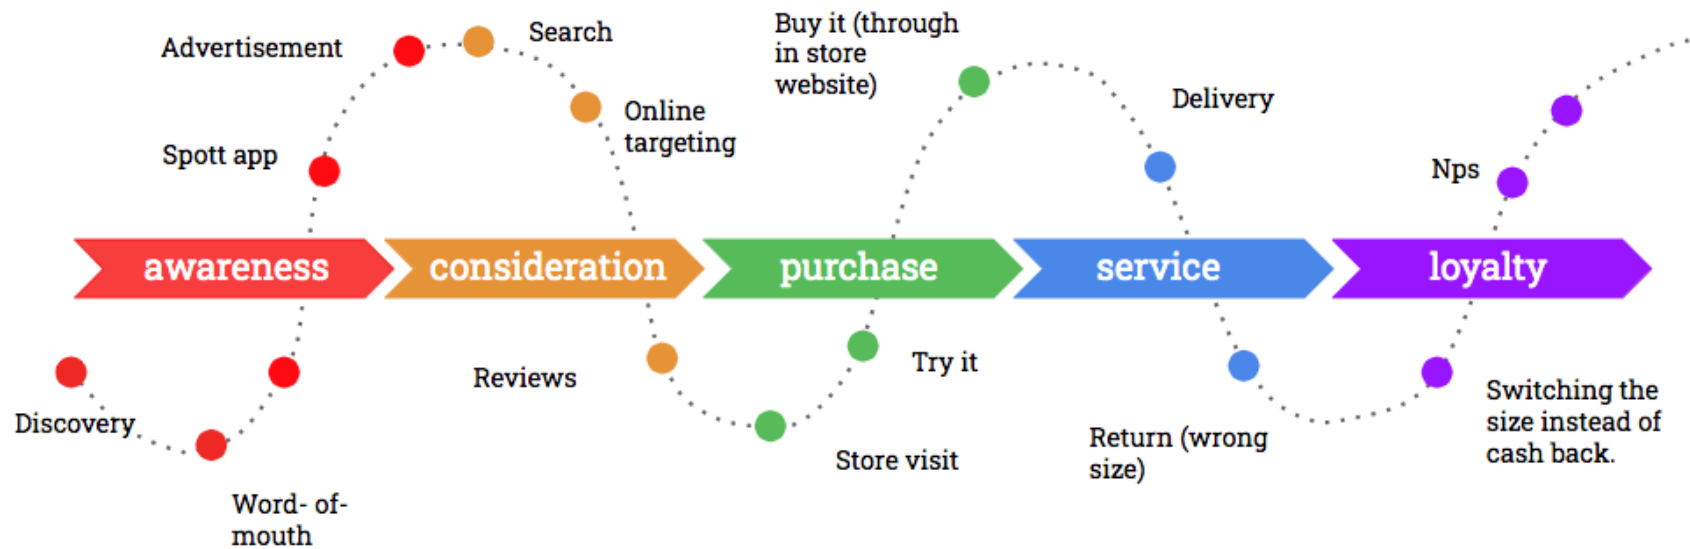 Advertisement
Search
Buy it (through
in store
website)
Delivery
Online
targeting
Spott app
Nps
awareness
consideration
purchase
service
loyalty
Discovery
Reviews
Try it
Store visit
Return (wrong
size)
Switching the
size instead of
cash back.
Word- of-
mouth